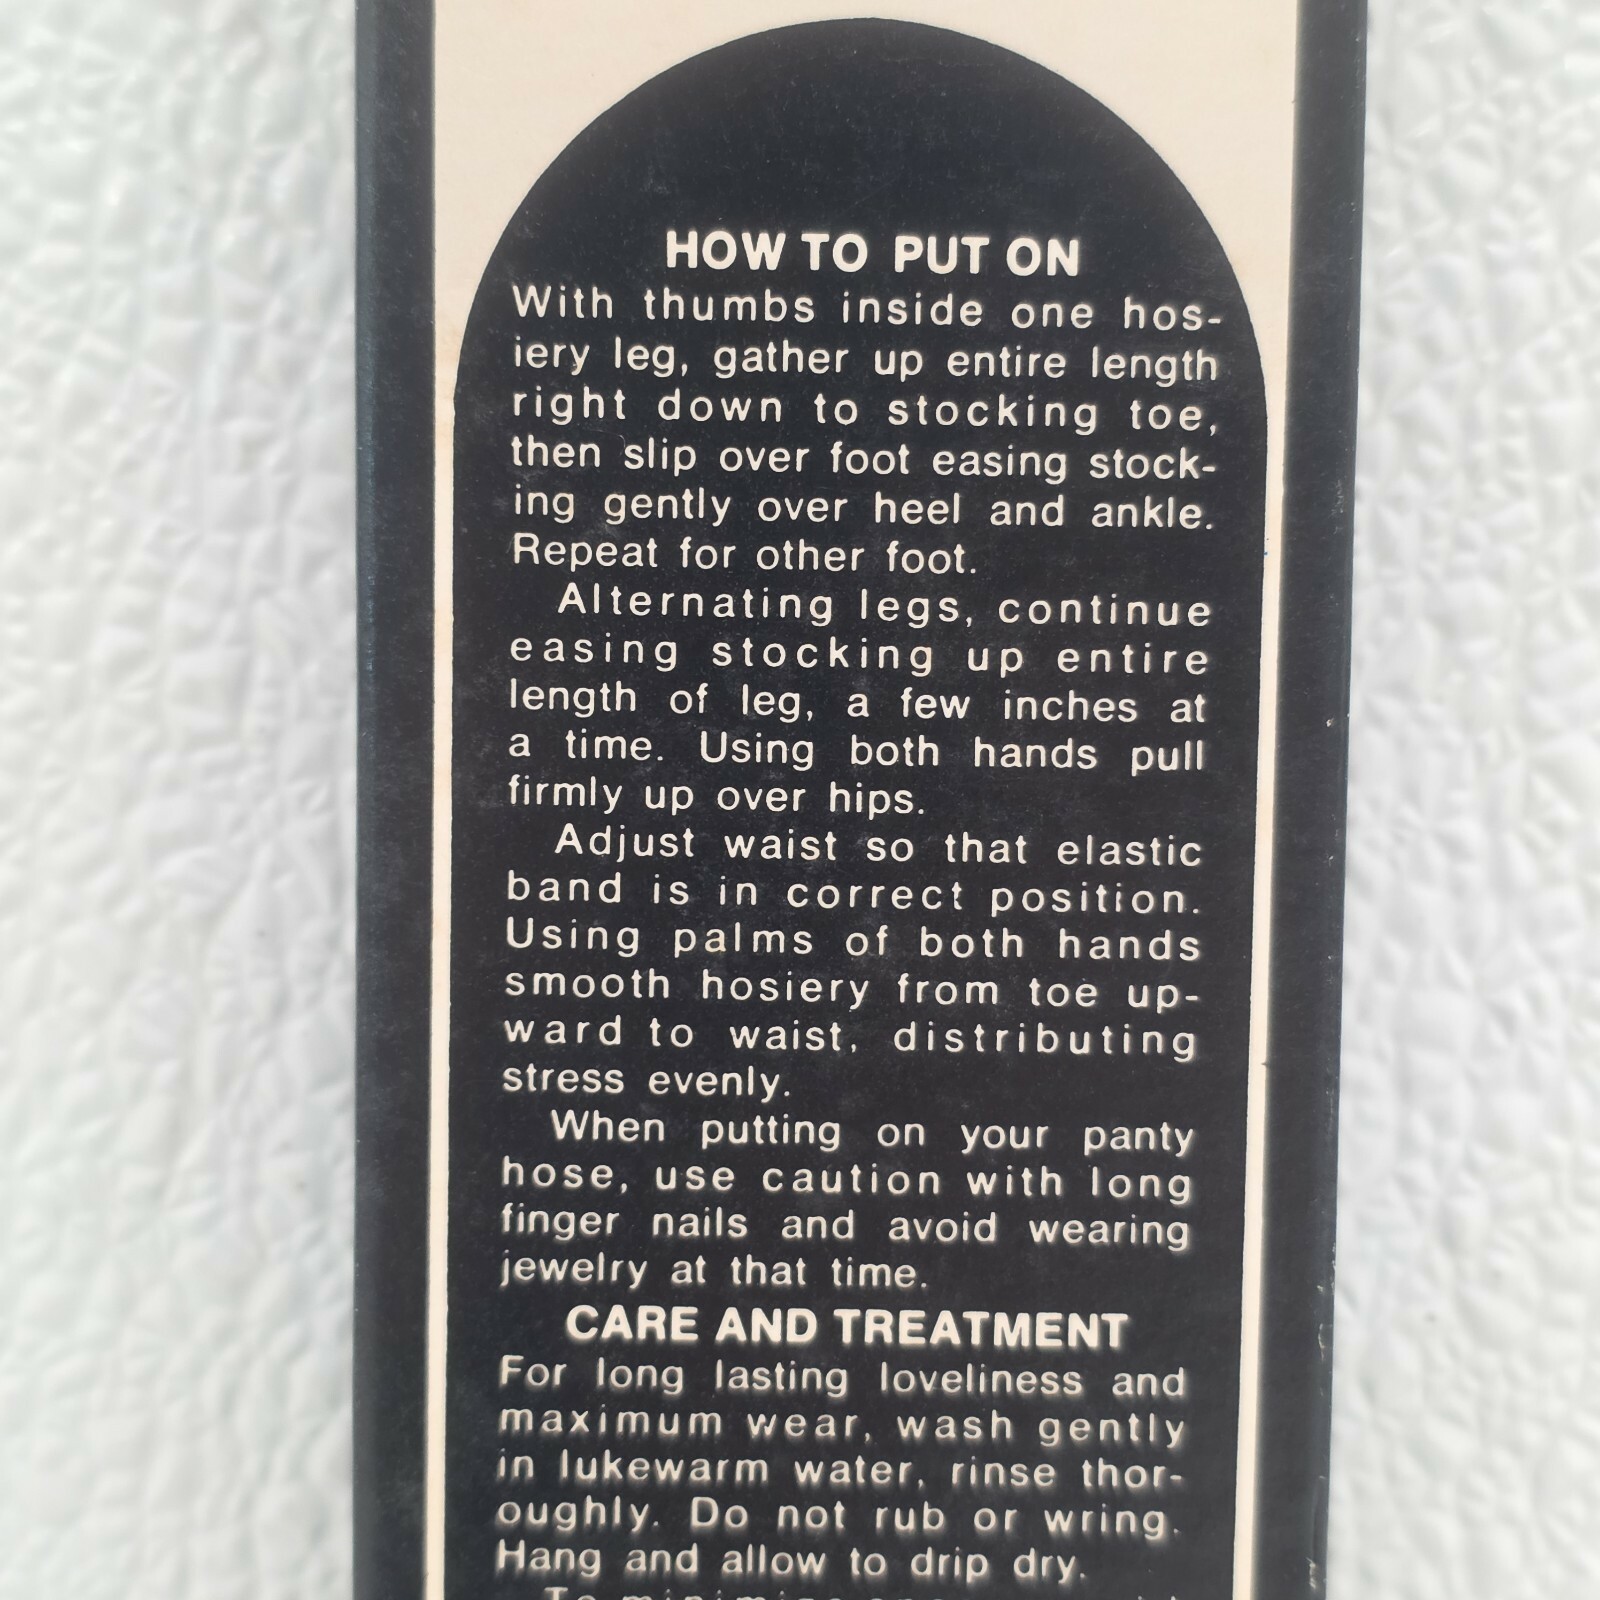 HOW TO PUT ON
With thumbs inside one hos-
iery leg, gather up entire length
right down to stocking toe,
then slip over foot easing stock-
ing gently over heel and ankle.
Repeat for other foot.
Alternating legs, continue
easing stocking up entire
length of leg, a few inches at
a time. Using both hands pull
firmly up over hips.
Adjust waist so that elastic
band is in correct position.
Using palms of both hands
smooth hosiery from toe up-
ward to waist, distributing
stress evenly.
When putting on your panty
hose, use caution with long
finger nails and avoid wearing
jewelry at that time.
CARE AND TREATMENT
For long lasting loveliness and
maximum wear, wash gently
in lukewarm water, rinse thor-
oughly. Do not rub or wring.
Hang and allow to drip dry.
To minimize